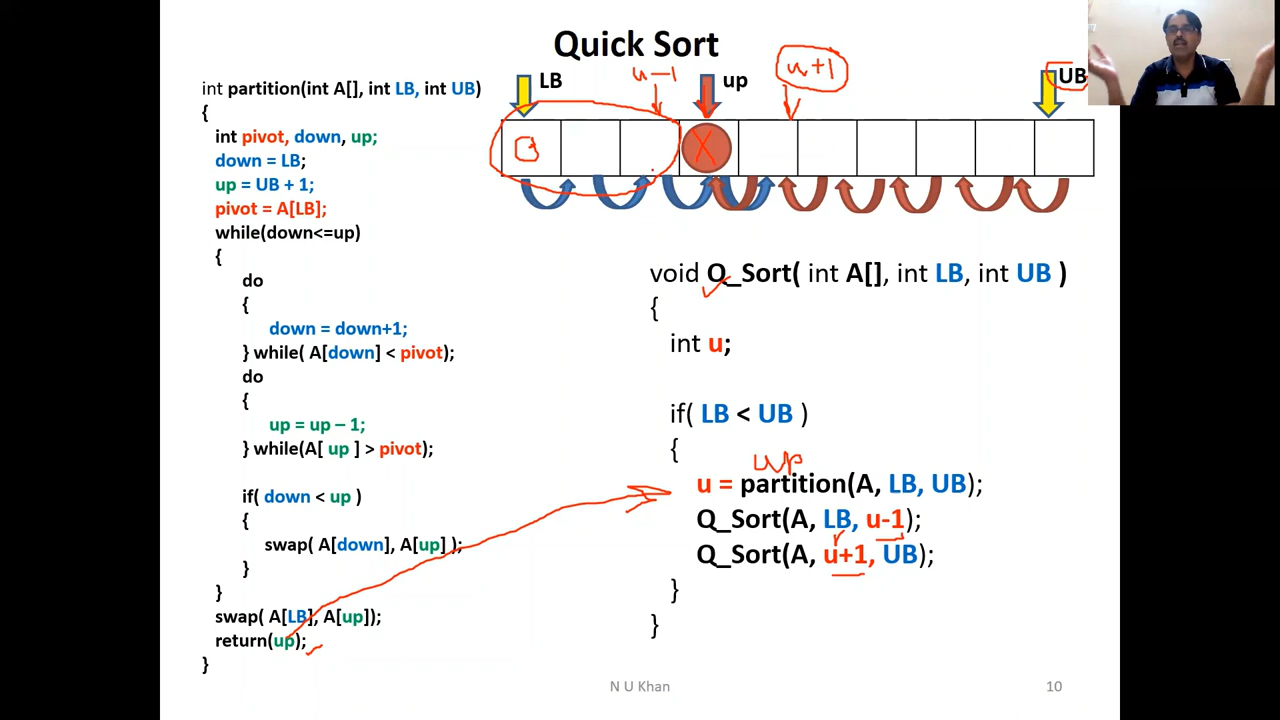 Quick Sort
int partition(int A[], int LB, int UB)
{
int pivot, down, up;
down = LB;
up = UB + 1;
pivot = A[LB];
while(down<=up)
{
do
{
down = down+1;
} while( A[down] < pivot);
do
{
up = up – 1;
} while(A[ up ] > pivot);
if( down < up )
{
swap( A[down], A[up] );
}
}
swap( A[LB], A[up]);
return(up);
}
LB
u-1
up
u+1
UB
X
void Q_Sort( int A[], int LB, int UB )
{
int u;
if( LB < UB )
{
up
u = partition(A, LB, UB);
Q_Sort(A, LB, u-1);
Q_Sort(A, u+1, UB);
}
}
N U Khan
10